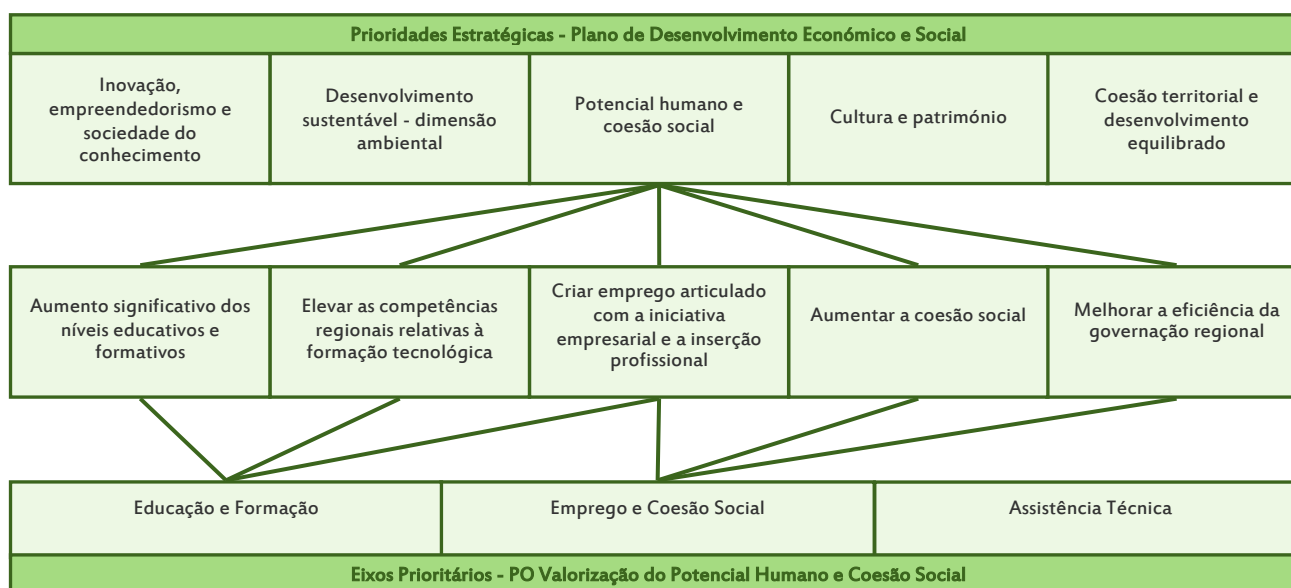 Prioridades Estratégicas - Plano de Desenvolvimento Económico e Social
Inovação,
empreendedorismo e
sociedade do
conhecimento
Desenvolvimento
sustentável - dimensão
ambiental
Potencial humano e
coesão social
Cultura e património
Coesão territorial e
desenvolvimento
equilibrado
Aumento significativo dos
níveis educativos e
formativos
Elevar as competências
regionais relativas à
formação tecnológica
Criar emprego articulado
com a iniciativa
empresarial e a inserção
profissional
Aumentar a coesão social
Melhorar a eficiência da
governação regional
Educação e Formação
Emprego e Coesão Social
Assistência Técnica
Eixos Prioritários - PO Valorização do Potencial Humano e Coesão Social